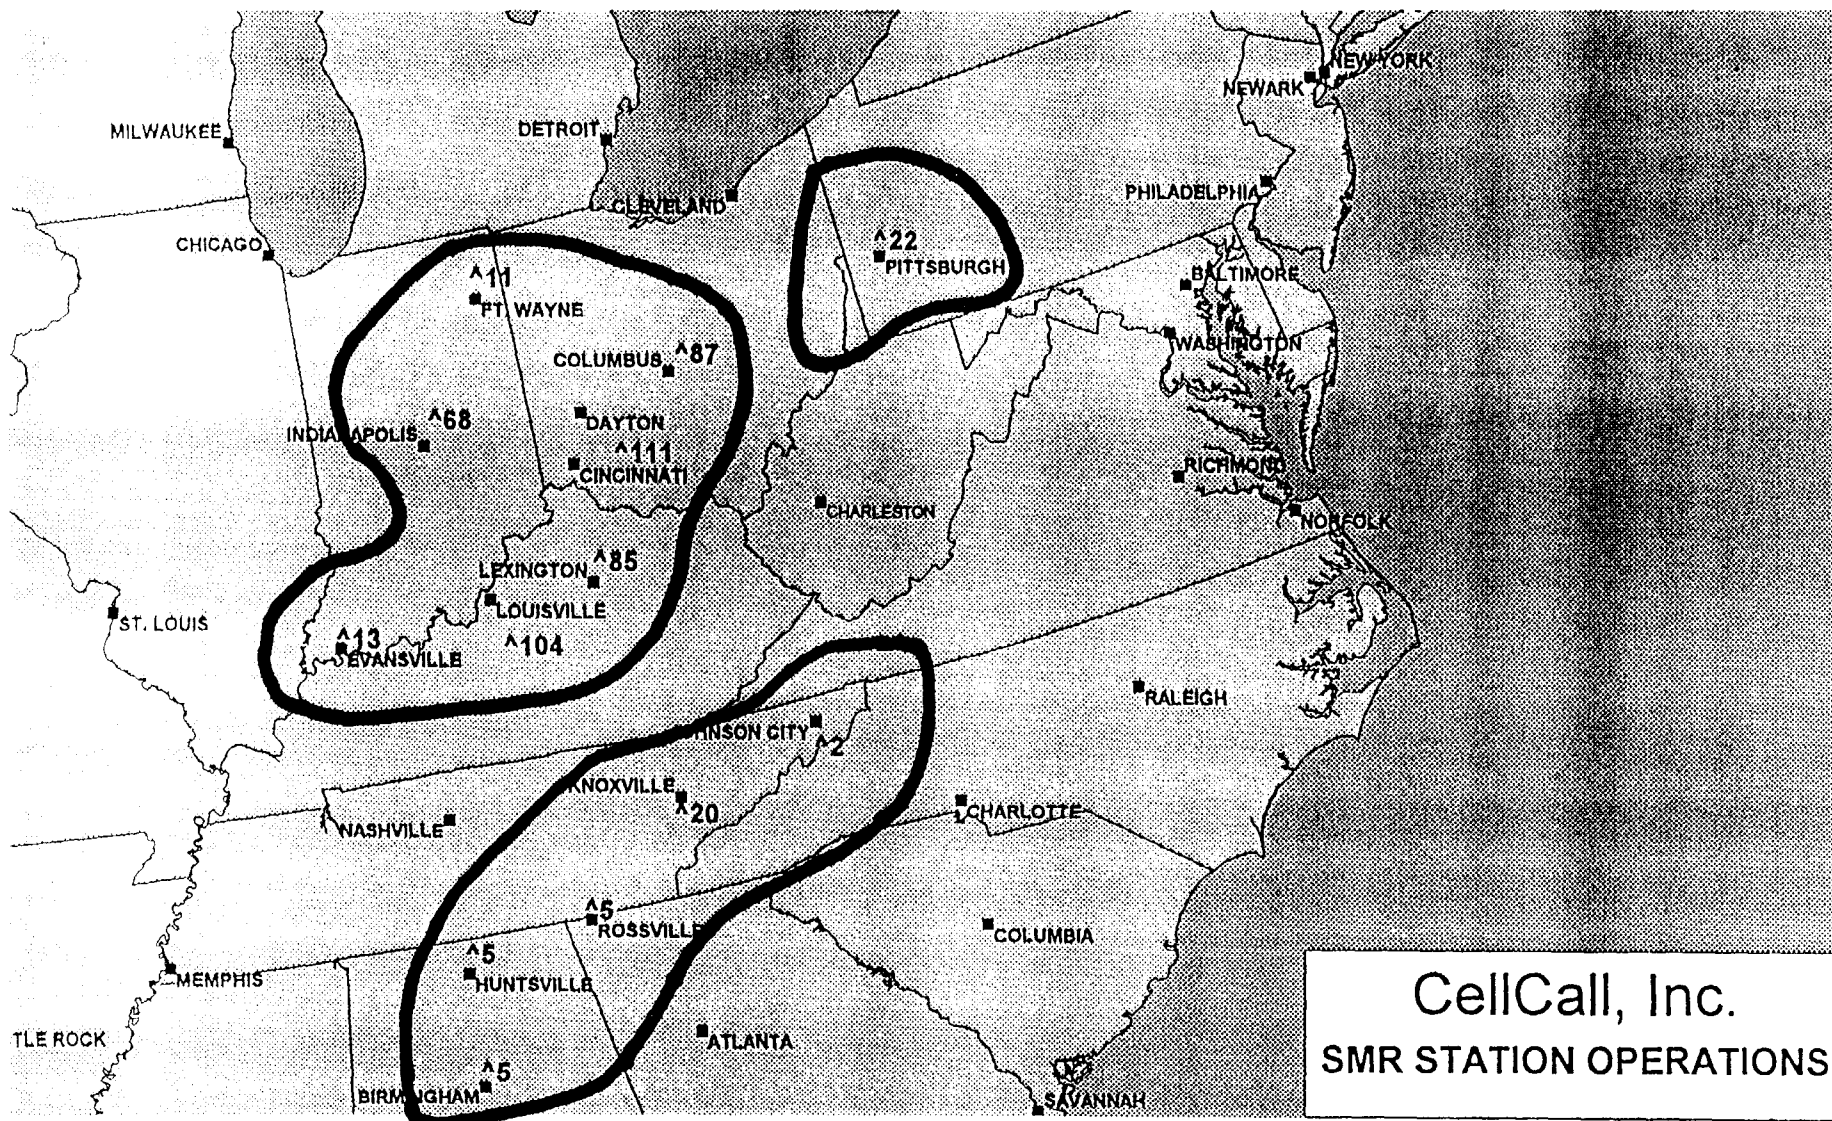 NEW YORK
NEWARK
MILWAUKEE
DETROIT
PHILADELPHIA
CLEVELAND
CHICAGO
^22
PITTSBURGH
^11
FT. WAYNE
BALTIMORE
WASHINGTON
COLUMBUS ^87
DAYTON
INDIANAPOLIS ^68
^111
CINCINNATI
RICHMOND
CHARLESTON
NORFOLK
LEXINGTON ^85
LOUISVILLE
ST. LOUIS
^13
EVANSVILLE
^104
RALEIGH
HNSON CITY
^2
KNOXVILLE
^20
CHARLOTTE
NASHVILLE
^5
ROSSVILLE
COLUMBIA
^5
HUNTSVILLE
MEMPHIS
TLE ROCK
ATLANTA
^5
BIRMINGHAM
SAVANNAH
CellCall, Inc.
SMR STATION OPERATIONS